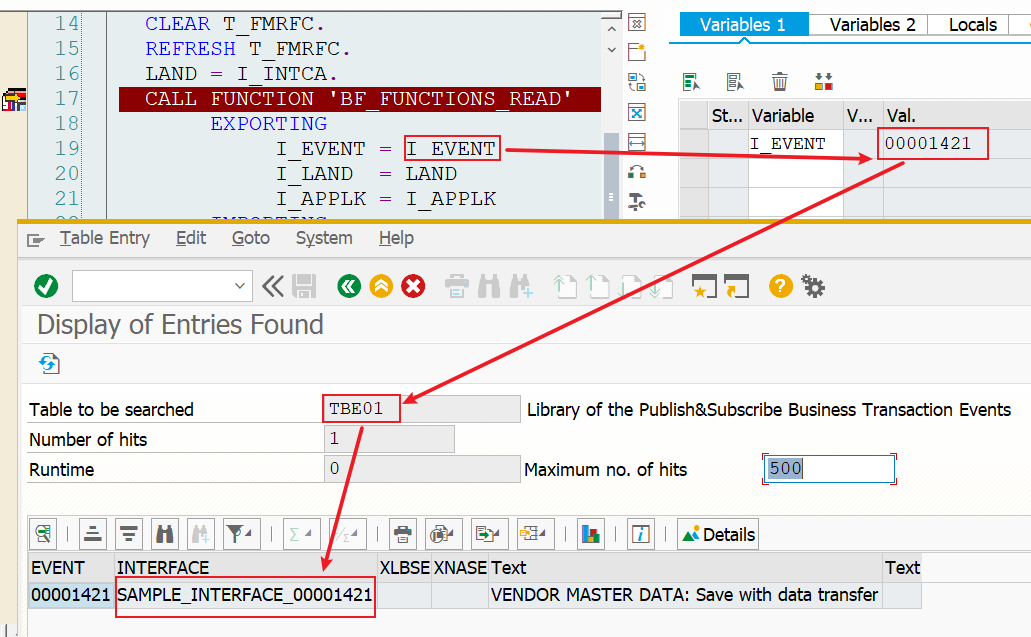 14 CLEAR T_FMRFC.
15 REFRESH T_FMRFC.
16 LAND = I_INTCA.
17 CALL FUNCTION 'BF_FUNCTIONS_READ'
18 EXPORTING
19 I_EVENT = I_EVENT
20 I_LAND = LAND
21 I_APPLK = I_APPLK
Variables 1 Variables 2 Locals
St... Variable V... Val.
I_EVENT 00001421
Table Entry Edit Goto System Help
Display of Entries Found
Table to be searched TBE01 Library of the Publish&Subscribe Business Transaction Events
Number of hits 1
Runtime 0 Maximum no. of hits 500
Details
EVENT INTERFACE XLBSE XNASE Text Text
00001421 SAMPLE_INTERFACE_00001421 VENDOR MASTER DATA: Save with data transfer